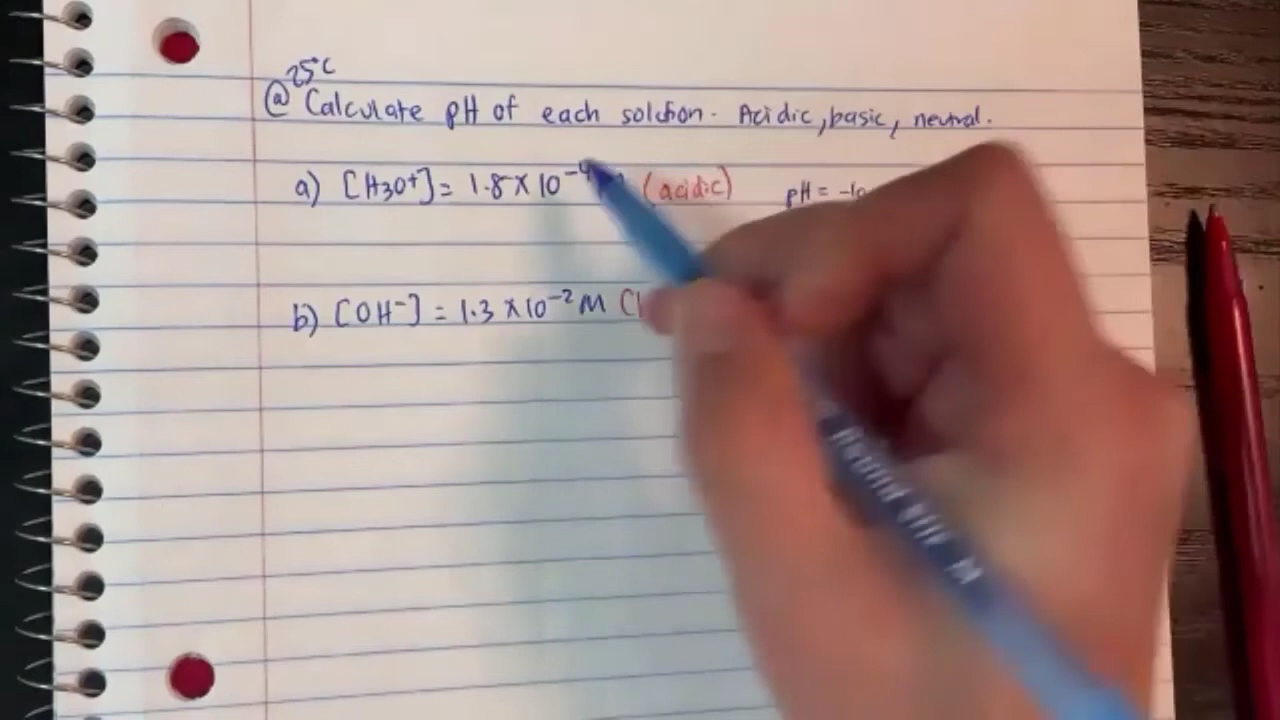 25°C
@ Calculate pH of each solution. Acidic, basic, neutral.
a) [H3O+] = 1.8 × 10⁻⁴ (acidic) pH =
b) [OH⁻] = 1.3 × 10⁻² M